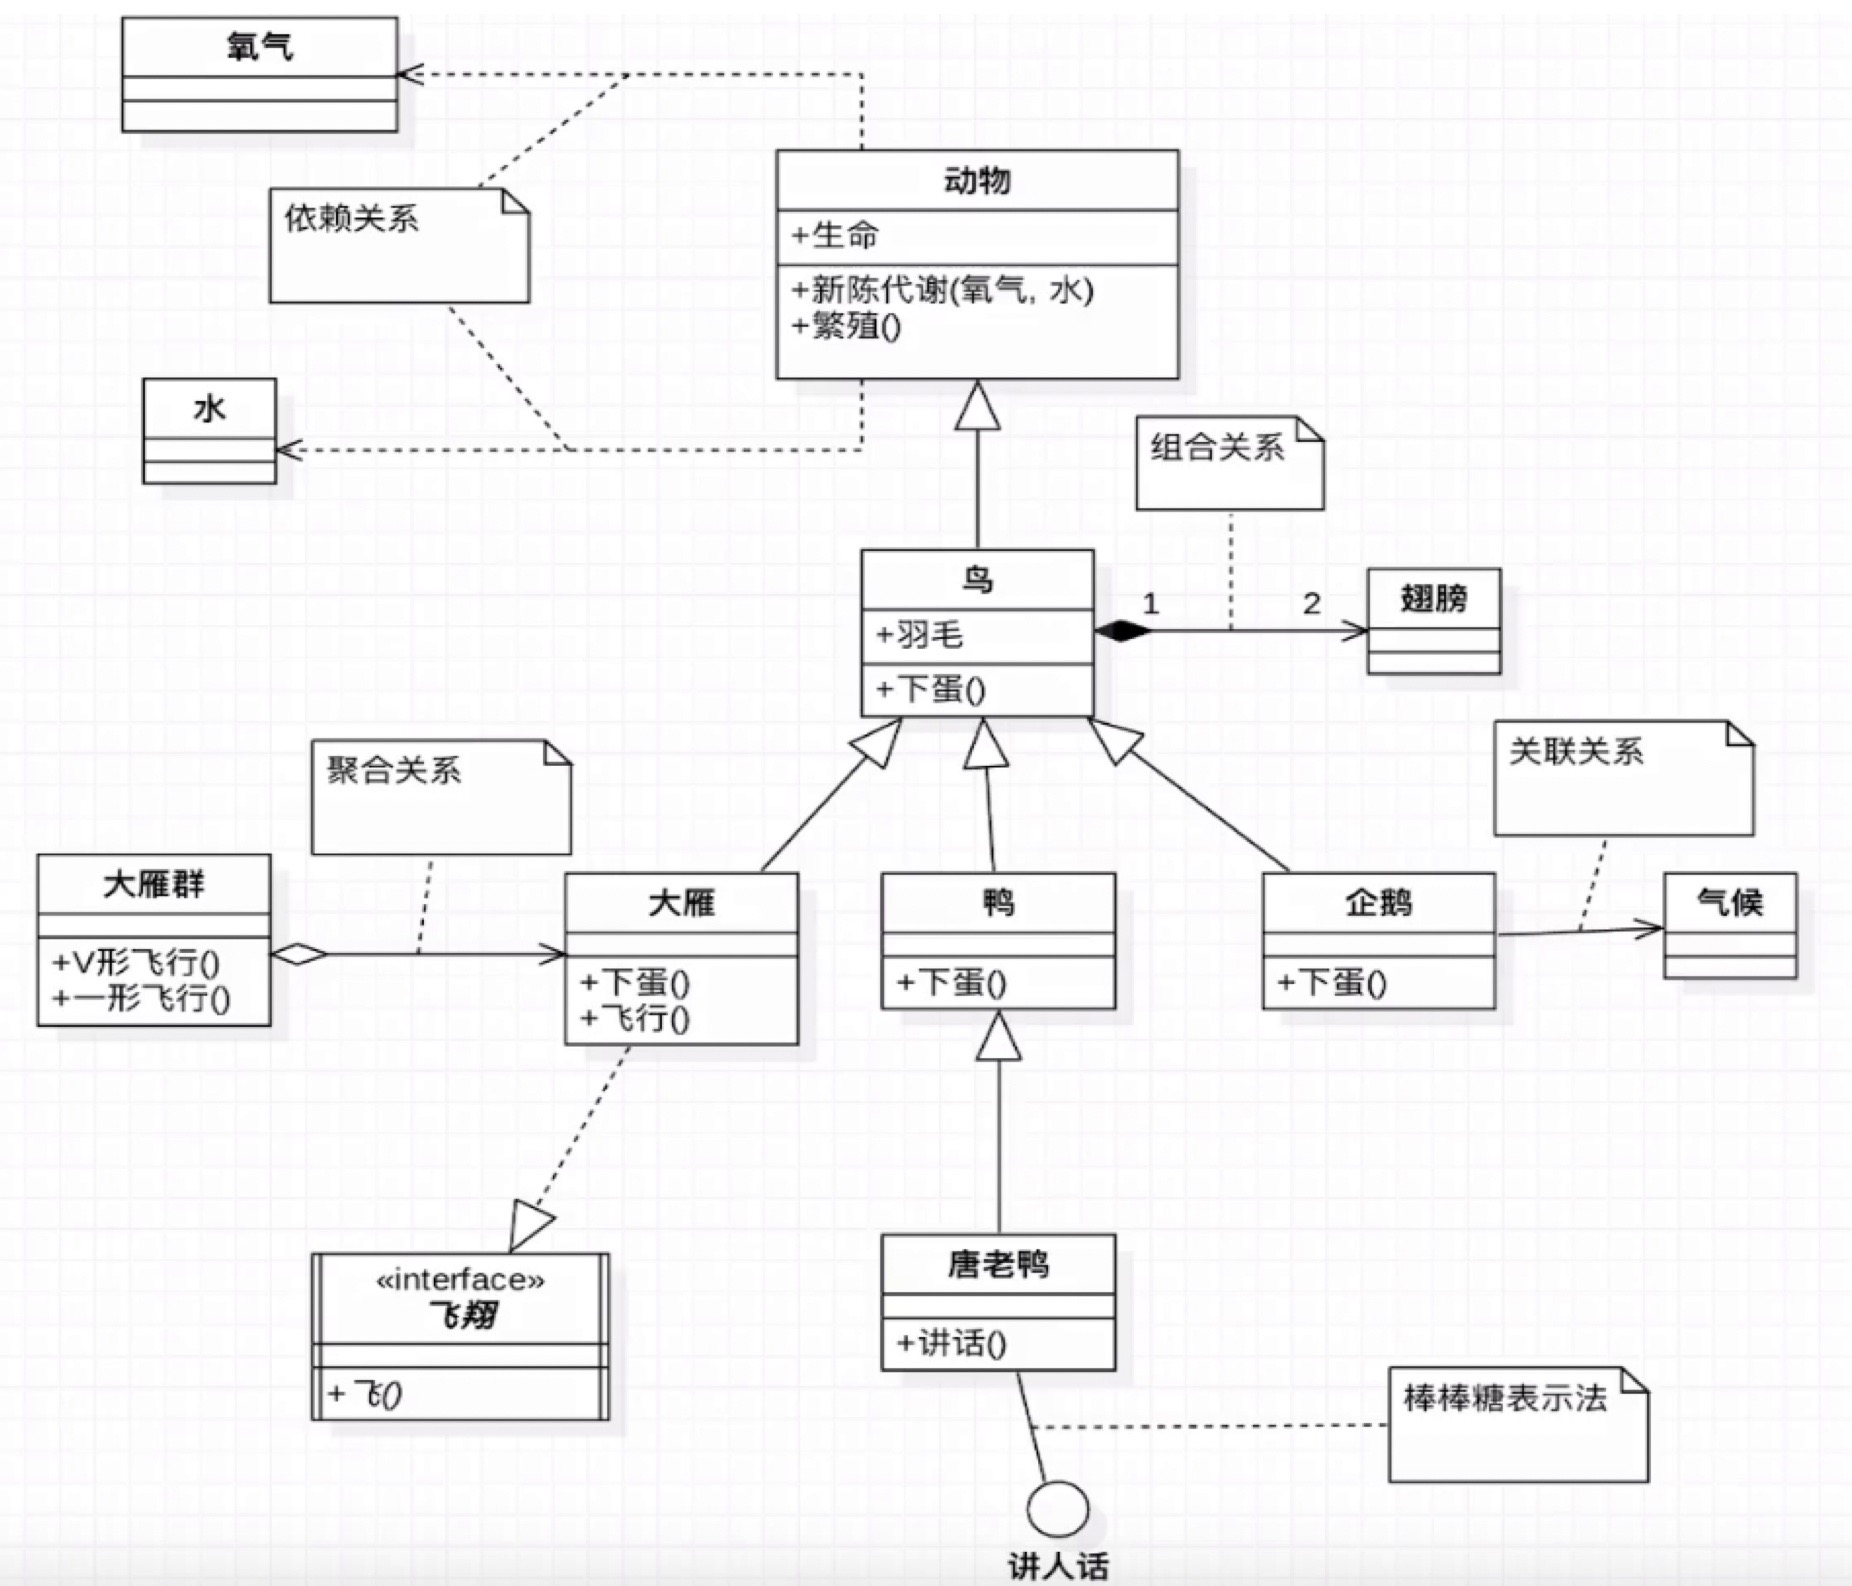 氧气
依赖关系
动物
+生命
+新陈代谢(氧气, 水)
+繁殖()
水
组合关系
鸟
+羽毛
+下蛋()
1
2
翅膀
聚合关系
关联关系
大雁群
+V形飞行()
+一形飞行()
大雁
+下蛋()
+飞行()
鸭
+下蛋()
企鹅
+下蛋()
气候
«interface»
飞翔
+飞()
唐老鸭
+讲话()
棒棒糖表示法
讲人话